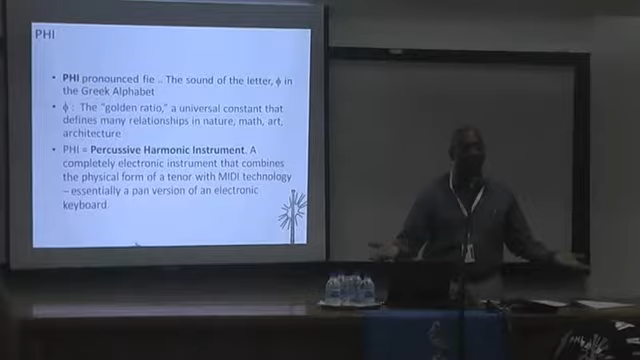 PHI
• PHI pronounced fie .. The sound of the letter, ϕ in
the Greek Alphabet
• ϕ : The "golden ratio," a universal constant that
defines many relationships in nature, math, art,
architecture
• PHI = Percussive Harmonic Instrument. A
completely electronic instrument that combines
the physical form of a tenor with MIDI technology
– essentially a pan version of an electronic
keyboard.